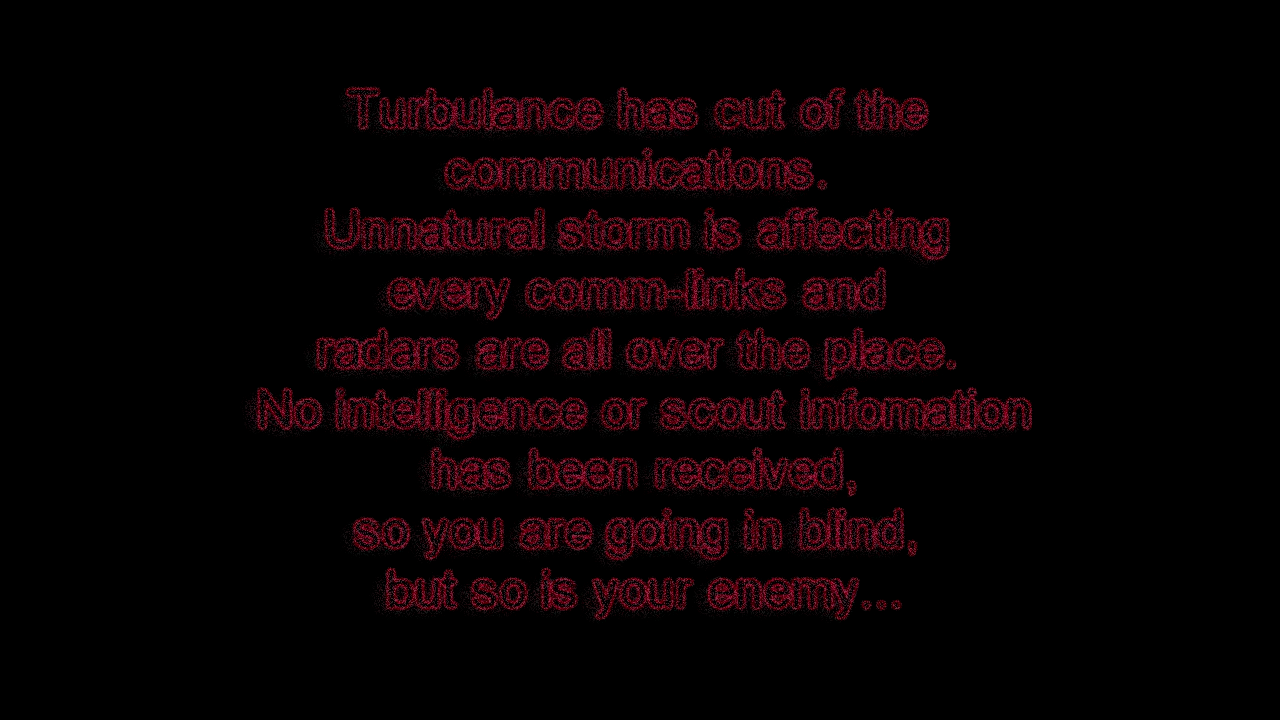 Turbulance has cut of the
communications.
Unnatural storm is affecting
every comm-links and
radars are all over the place.
No intelligence or scout infomation
has been received,
so you are going in blind,
but so is your enemy...